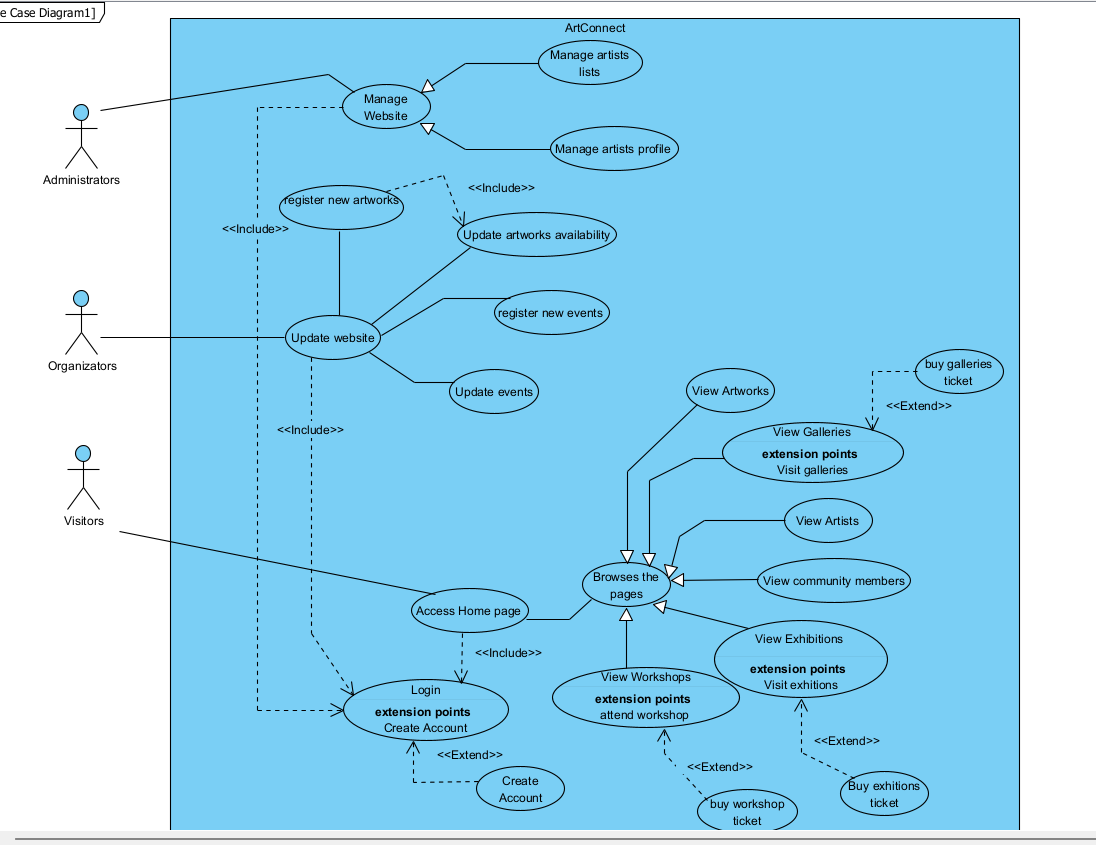 e Case Diagram1]
ArtConnect
Manage artists
lists
Manage
Website
Manage artists profile
Administrators
<<Include>>
register new artworks
<<Include>>
Update artworks availability
register new events
Organizators
Update website
Update events
<<Include>>
buy galleries
ticket
<<Extend>>
View Artworks
View Galleries
extension points
Visit galleries
Visitors
View Artists
Browses the
pages
View community members
Access Home page
<<Include>>
View Exhibitions
extension points
Visit exhitions
View Workshops
extension points
attend workshop
Login
extension points
Create Account
<<Extend>>
Create
Account
<<Extend>>
buy workshop
ticket
<<Extend>>
Buy exhitions
ticket